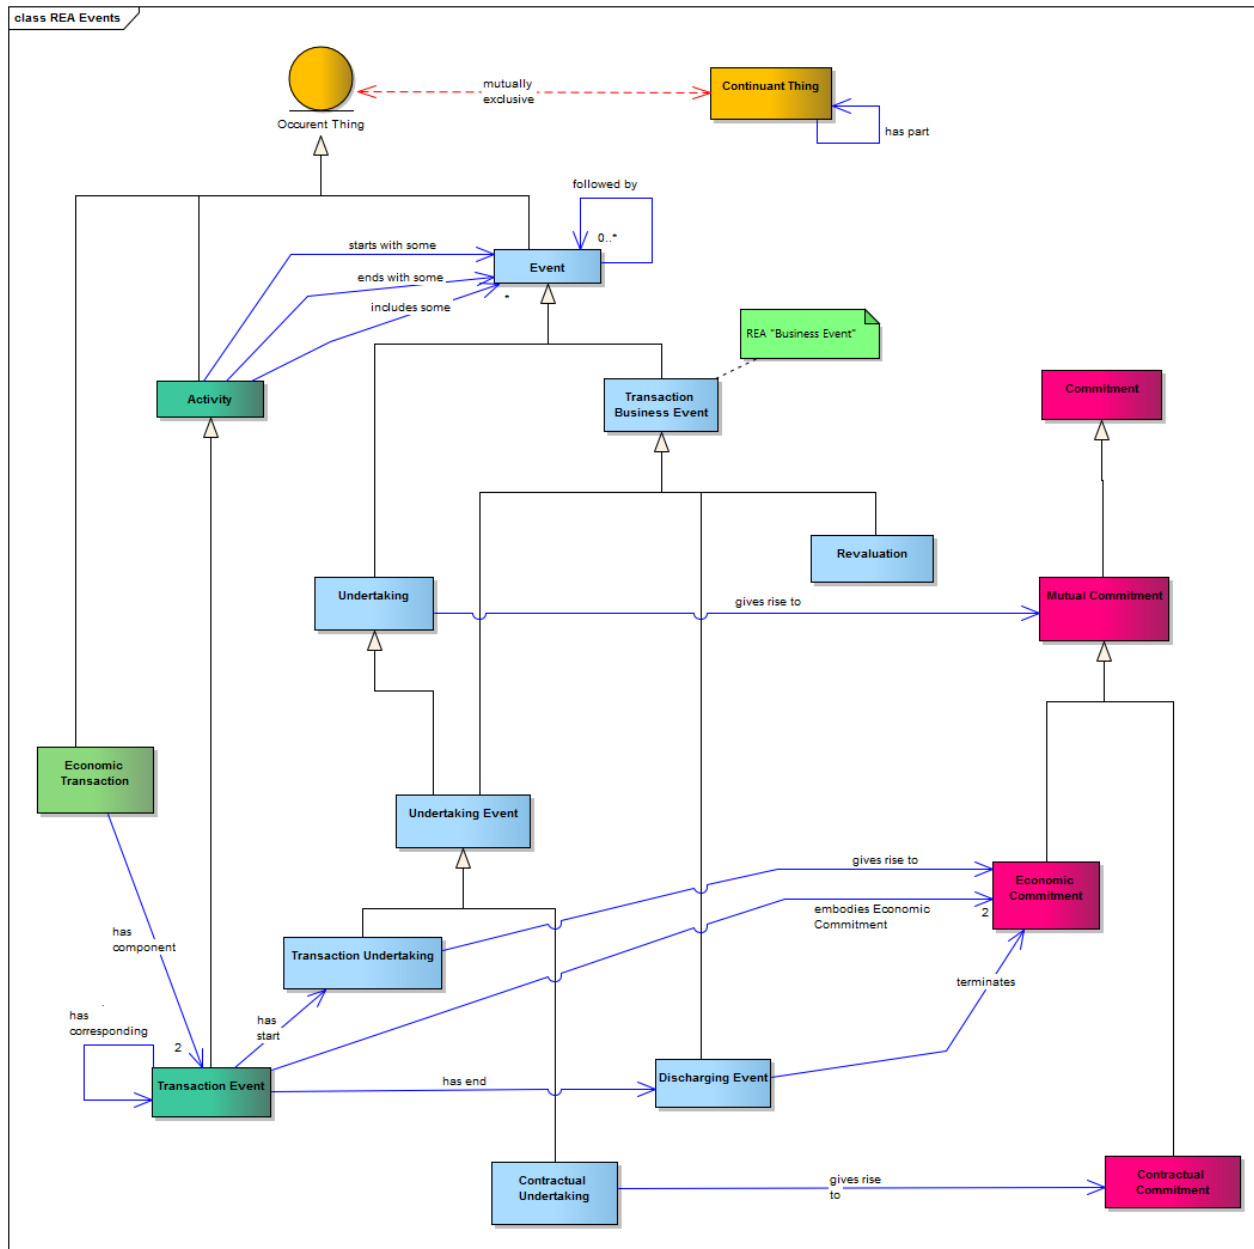 class REA Events
Occurent Thing
mutually
exclusive
Continuant Thing
has part
followed by
0..*
starts with some
Event
ends with some
*
includes some
REA "Business Event"
Activity
Transaction
Business Event
Commitment
Revaluation
Undertaking
gives rise to
Mutual Commitment
Economic
Transaction
Undertaking Event
gives rise to
Economic
Commitment
embodies Economic
Commitment
2
has
component
Transaction Undertaking
terminates
has
corresponding
has
start
2
Transaction Event
has end
Discharging Event
Contractual
Undertaking
gives rise
to
Contractual
Commitment